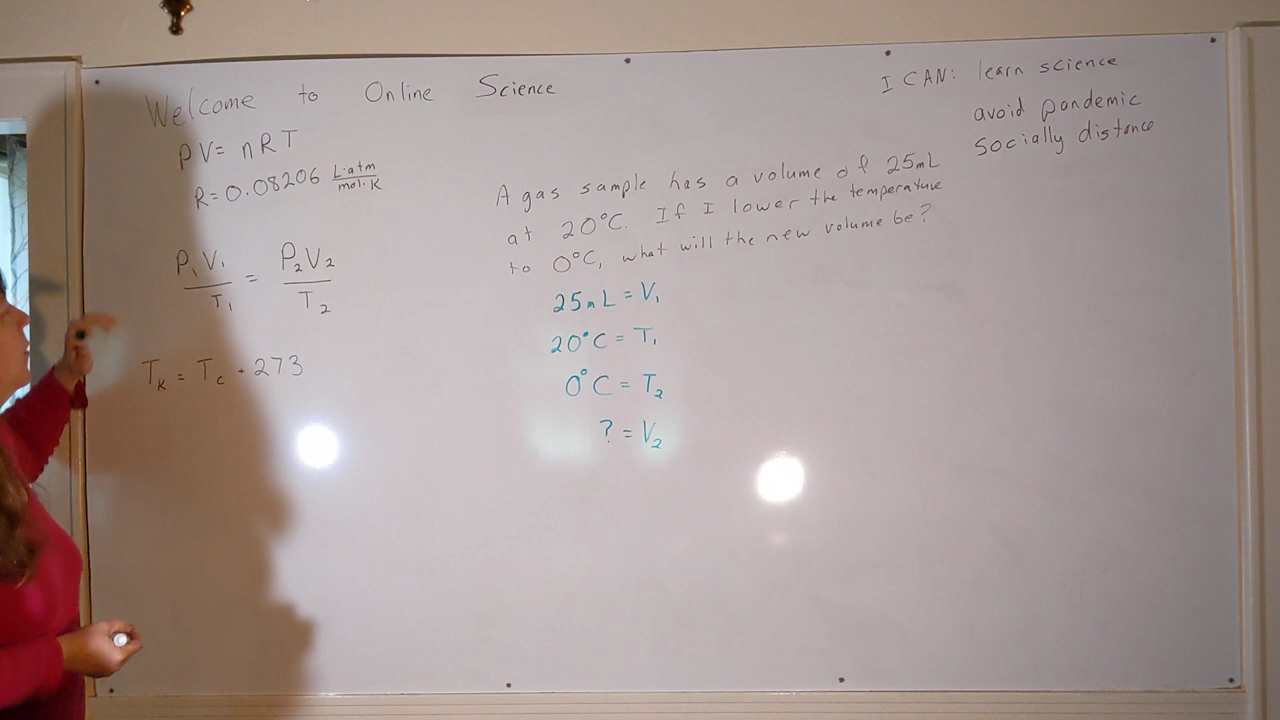 Welcome to Online Science
PV = nRT
R = 0.08206 L·atm / mol·K
P₁V₁ / T₁ = P₂V₂ / T₂
T_K = T_C + 273
I CAN: learn science
avoid pandemic
socially distance
A gas sample has a volume of 25mL
at 20°C. If I lower the temperature
to 0°C, what will the new volume be?
25mL = V₁
20°C = T₁
0°C = T₂
? = V₂